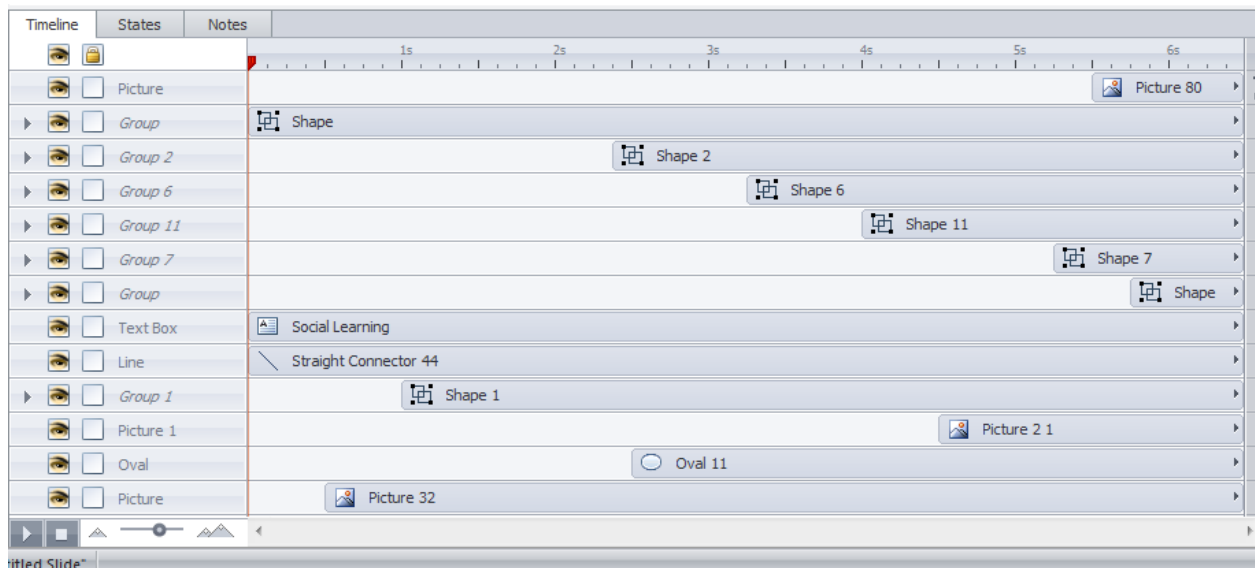 Timeline States Notes
1s 2s 3s 4s 5s 6s
Picture Picture 80
Group Shape
Group 2 Shape 2
Group 6 Shape 6
Group 11 Shape 11
Group 7 Shape 7
Group Shape
Text Box Social Learning
Line Straight Connector 44
Group 1 Shape 1
Picture 1 Picture 2 1
Oval Oval 11
Picture Picture 32
titled Slide"